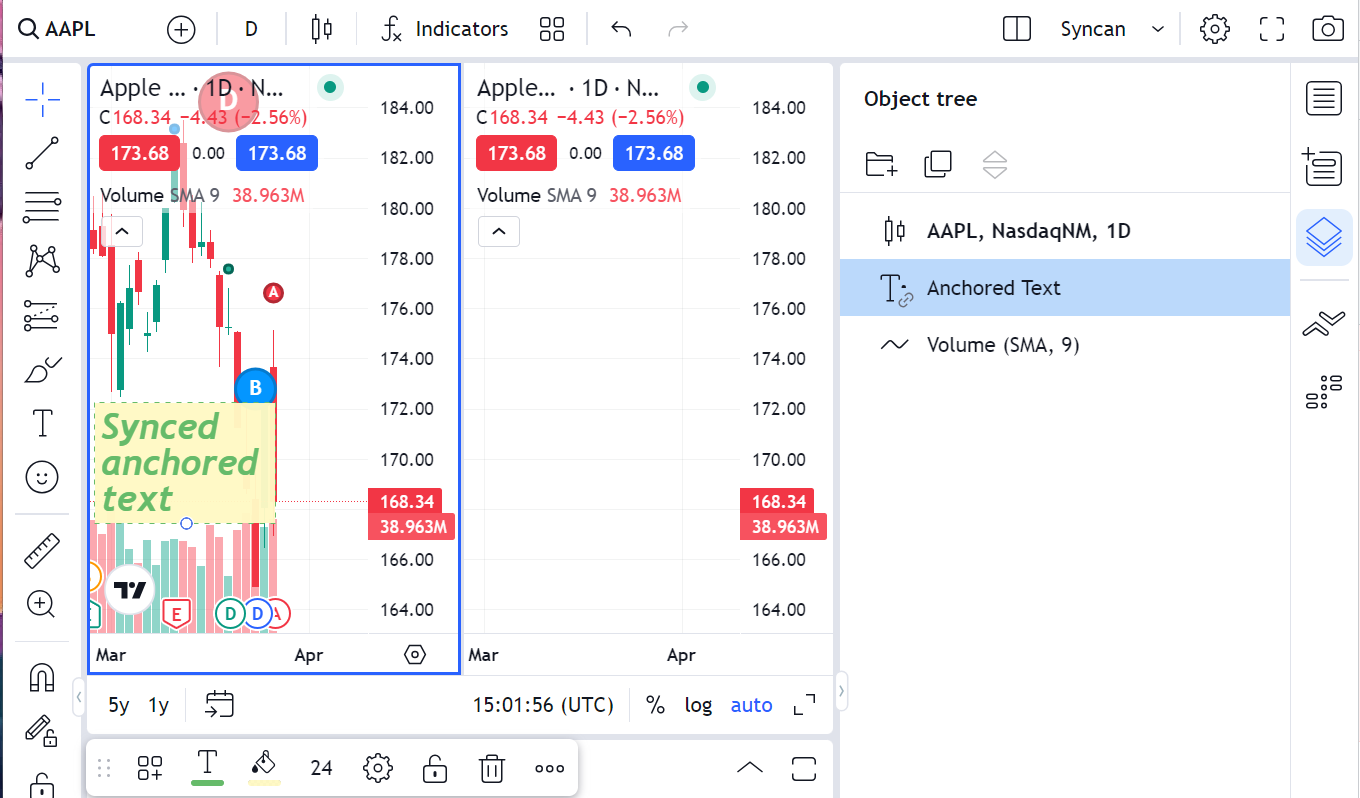 AAPL
D
Indicators
Syncan
Apple ... · 1D · N...
D
C168.34 −4.43 (−2.56%)
173.68 0.00 173.68
Volume SMA 9 38.963M
184.00
182.00
180.00
178.00
176.00
174.00
172.00
170.00
168.34
38.963M
166.00
164.00
A
B
Synced
anchored
text
E
D
D
A
Mar Apr
Apple... · 1D · N...
C168.34 −4.43 (−2.56%)
173.68 0.00 173.68
Volume SMA 9 38.963M
184.00
182.00
180.00
178.00
176.00
174.00
172.00
170.00
168.34
38.963M
166.00
164.00
Mar Apr
5y 1y 15:01:56 (UTC) % log auto
T 24
Object tree
AAPL, NasdaqNM, 1D
Anchored Text
Volume (SMA, 9)